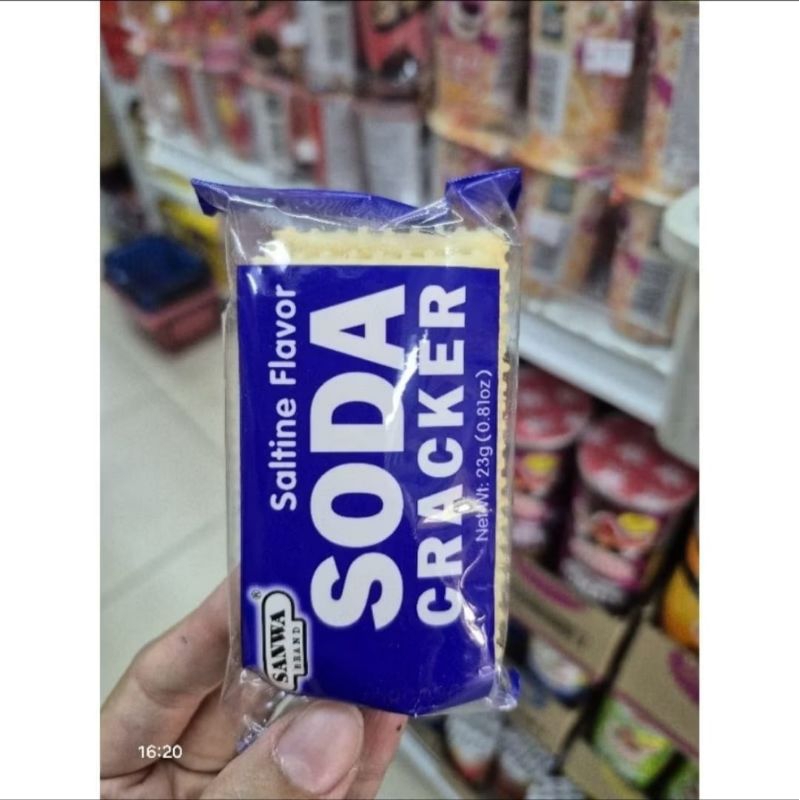 Saltine Flavor
SODA
CRACKER
Net Wt: 23g (0.81oz)
SANWA
BRAND
®
16:20